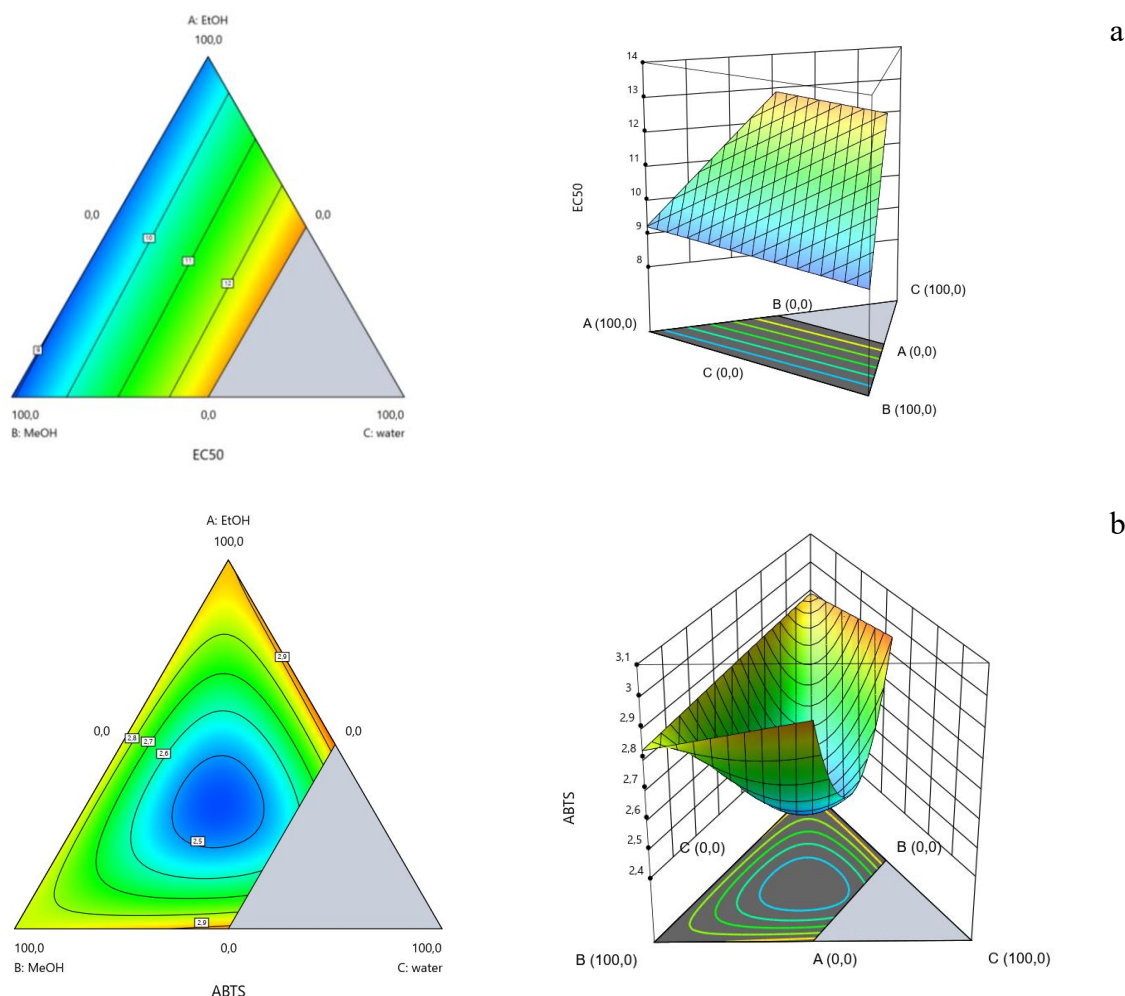 A: EtOH
100,0
0,0
0,0
10
11
12
9
100,0
0,0
100,0
B: MeOH
C: water
EC50
a
14
13
12
11
10
9
8
EC50
A (100,0)
B (0,0)
C (100,0)
A (0,0)
C (0,0)
B (100,0)
A: EtOH
100,0
2,9
0,0
2,8
2,7
2,6
0,0
2,5
2,9
100,0
0,0
100,0
B: MeOH
C: water
ABTS
b
3,1
3
2,9
2,8
2,7
2,6
2,5
2,4
ABTS
C (0,0)
B (0,0)
B (100,0)
A (0,0)
C (100,0)